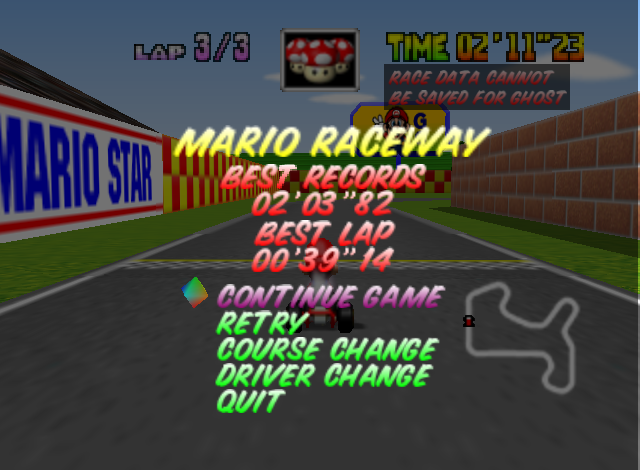 LAP 3/3
TIME 02'11"23
RACE DATA CANNOT
BE SAVED FOR GHOST
G
MARIO STAR
MARIO RACEWAY
BEST RECORDS
02'03"82
BEST LAP
00'39"14
CONTINUE GAME
RETRY
COURSE CHANGE
DRIVER CHANGE
QUIT